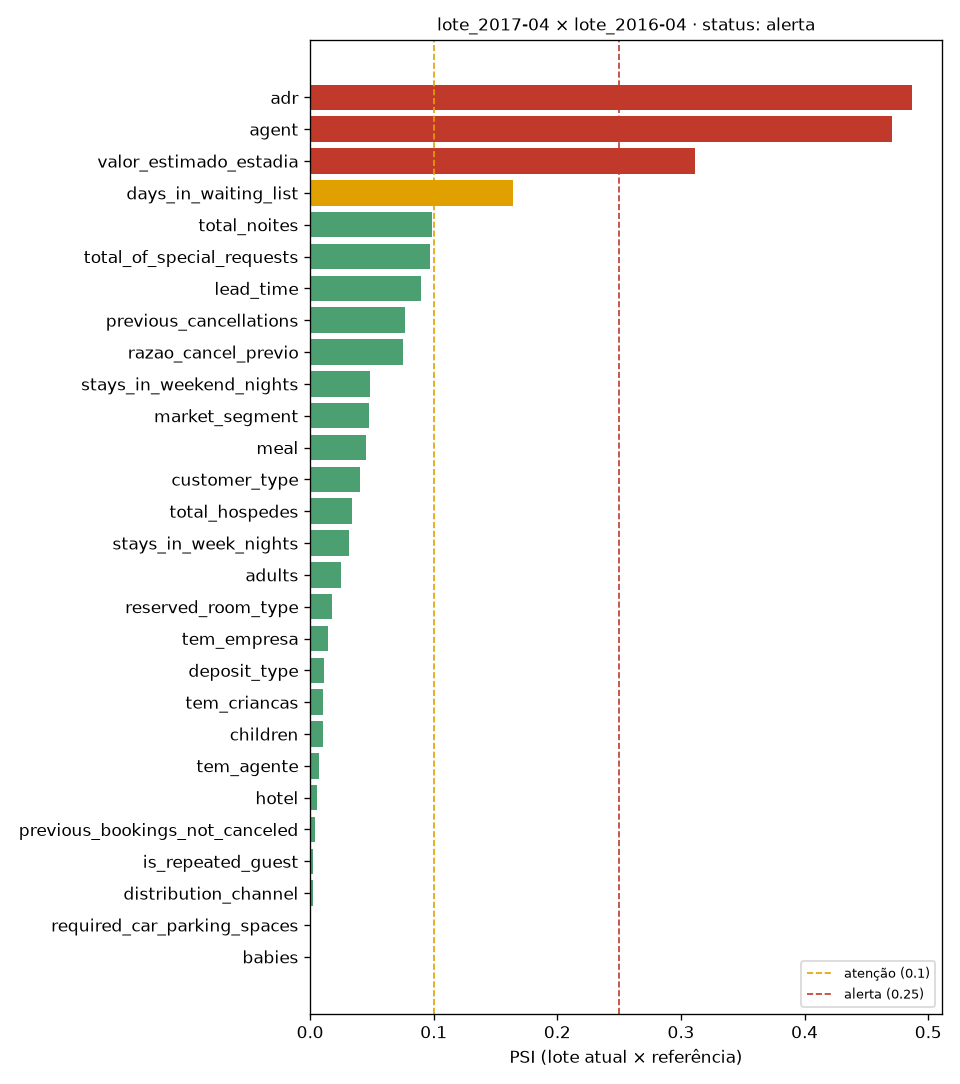 lote_2017-04 × lote_2016-04 · status: alerta
adr
agent
valor_estimado_estadia
days_in_waiting_list
total_noites
total_of_special_requests
lead_time
previous_cancellations
razao_cancel_previo
stays_in_weekend_nights
market_segment
meal
customer_type
total_hospedes
stays_in_week_nights
adults
reserved_room_type
tem_empresa
deposit_type
tem_criancas
children
tem_agente
hotel
previous_bookings_not_canceled
is_repeated_guest
distribution_channel
required_car_parking_spaces
babies
atenção (0.1)
alerta (0.25)
0.0 0.1 0.2 0.3 0.4 0.5
PSI (lote atual × referência)